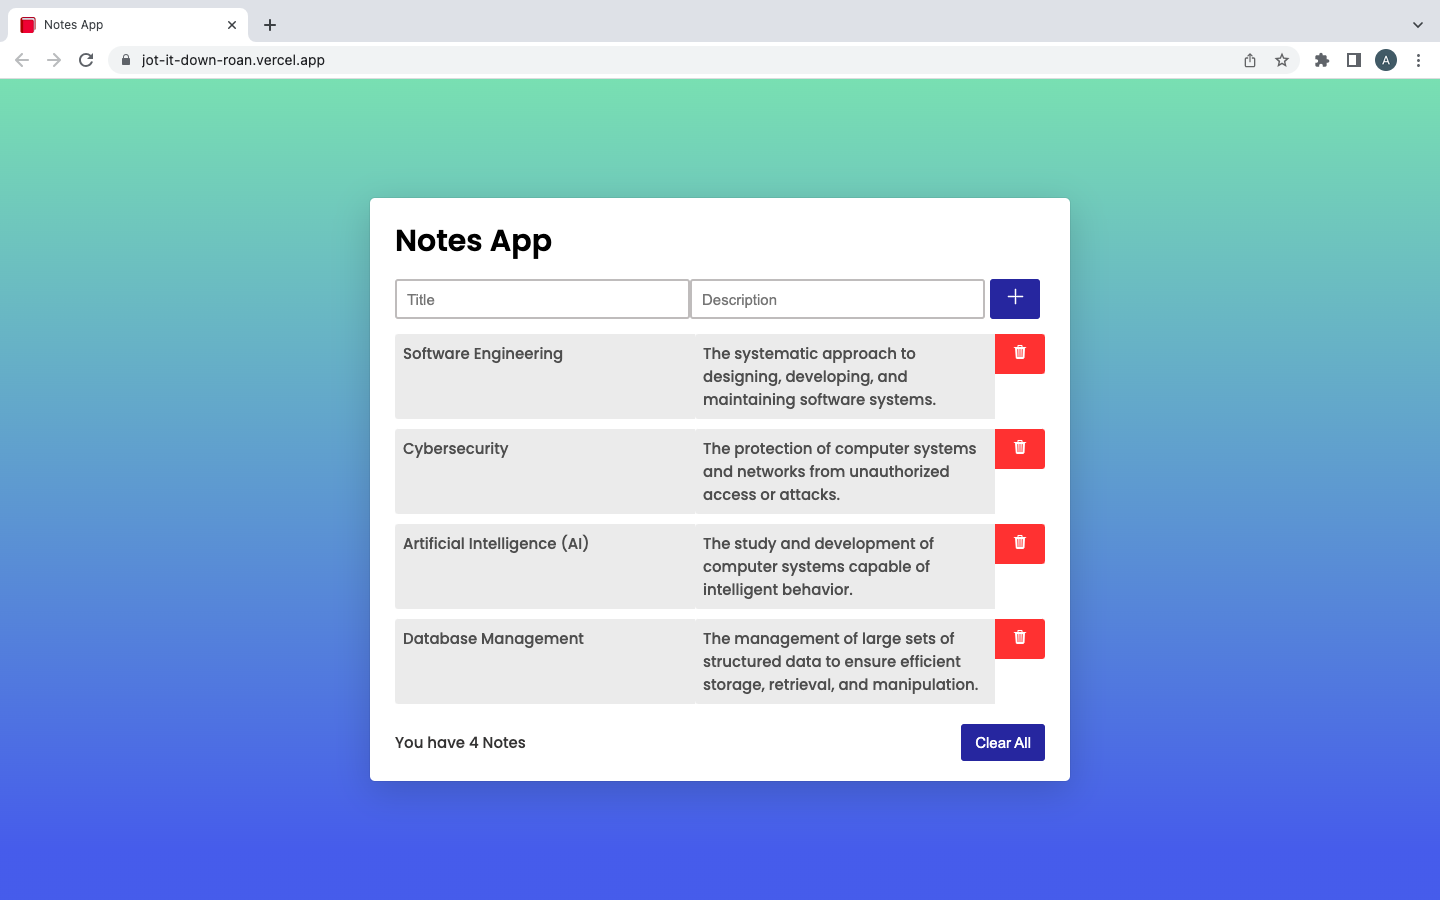 Notes App
jot-it-down-roan.vercel.app
A
Notes App
Title
Description
Software Engineering
The systematic approach to
designing, developing, and
maintaining software systems.
Cybersecurity
The protection of computer systems
and networks from unauthorized
access or attacks.
Artificial Intelligence (AI)
The study and development of
computer systems capable of
intelligent behavior.
Database Management
The management of large sets of
structured data to ensure efficient
storage, retrieval, and manipulation.
You have 4 Notes
Clear All